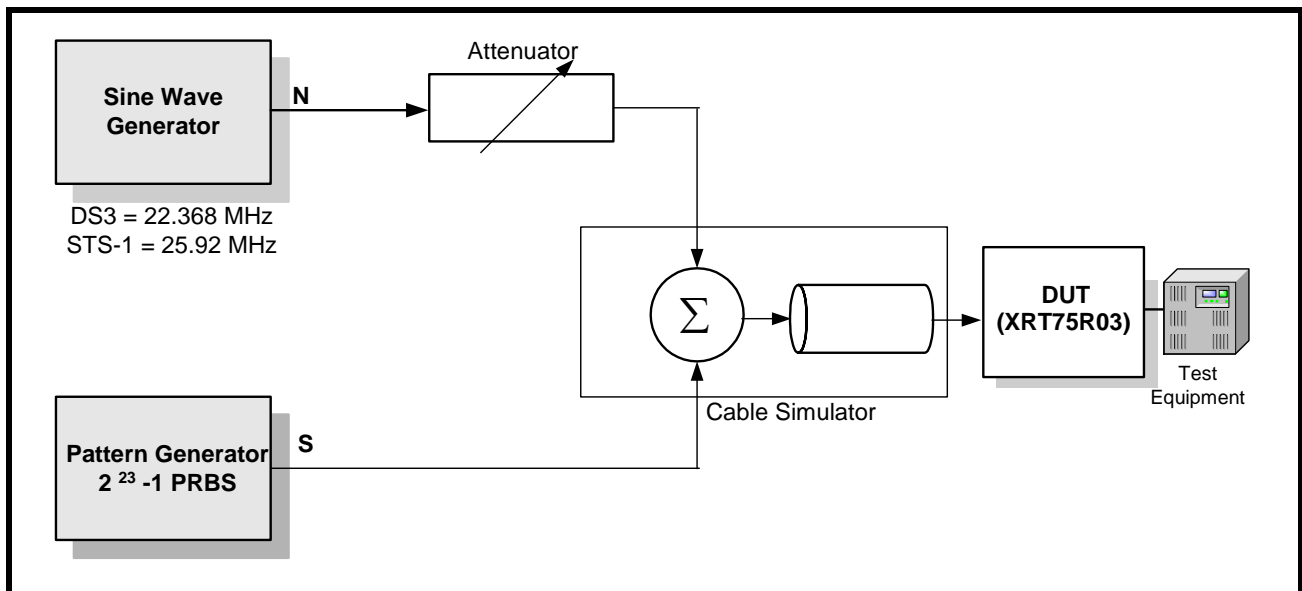 Sine Wave
Generator
N
DS3 = 22.368 MHz
STS-1 = 25.92 MHz
Attenuator
Σ
Cable Simulator
DUT
(XRT75R03)
Test
Equipment
Pattern Generator
2 ²³ -1 PRBS
S